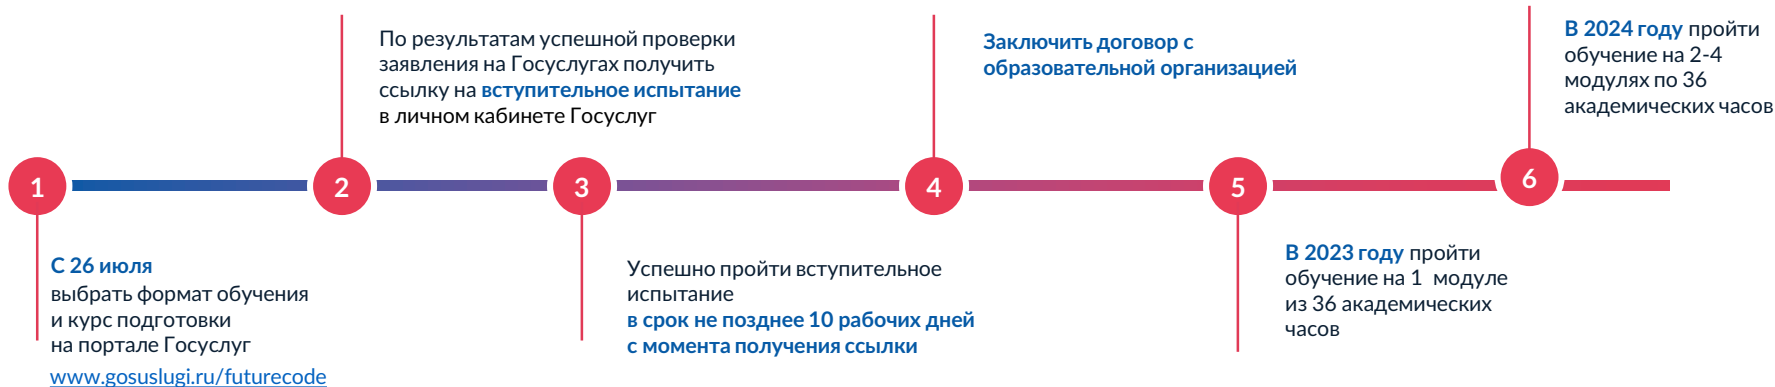 1
С 26 июля
выбрать формат обучения
и курс подготовки
на портале Госуслуг
www.gosuslugi.ru/futurecode
2
По результатам успешной проверки
заявления на Госуслугах получить
ссылку на вступительное испытание
в личном кабинете Госуслуг
3
Успешно пройти вступительное
испытание
в срок не позднее 10 рабочих дней
с момента получения ссылки
4
Заключить договор с
образовательной организацией
5
В 2023 году пройти
обучение на 1 модуле
из 36 академических
часов
6
В 2024 году пройти
обучение на 2-4
модулях по 36
академических часов